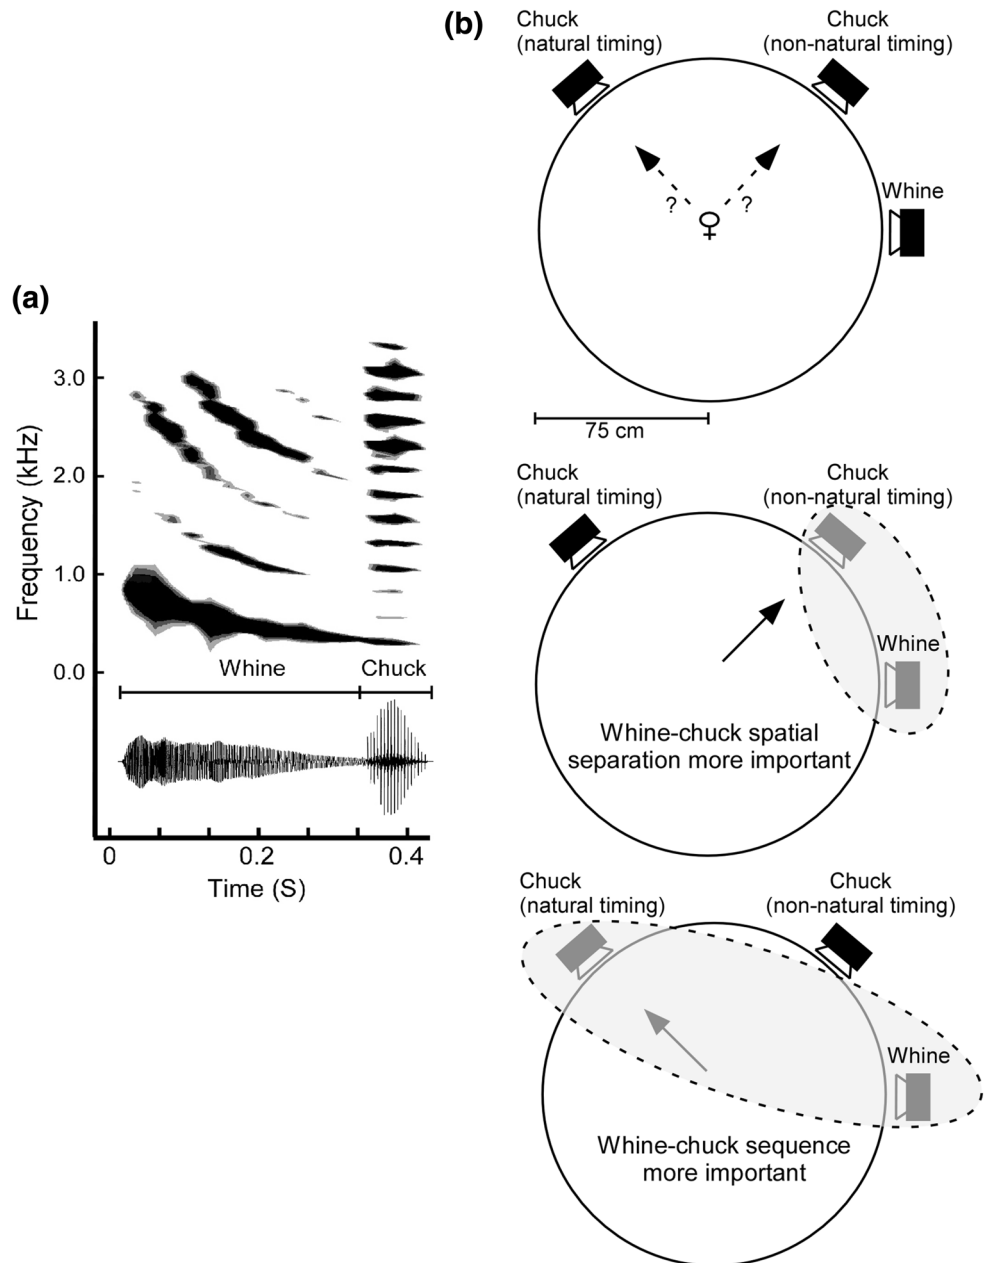 (a)
3.0
2.0
1.0
0.0
Frequency (kHz)
Whine
Chuck
0
0.2
0.4
Time (S)
(b)
Chuck
(natural timing)
Chuck
(non-natural timing)
Whine
?
?
75 cm
Chuck
(natural timing)
Chuck
(non-natural timing)
Whine
Whine-chuck spatial
separation more important
Chuck
(natural timing)
Chuck
(non-natural timing)
Whine
Whine-chuck sequence
more important